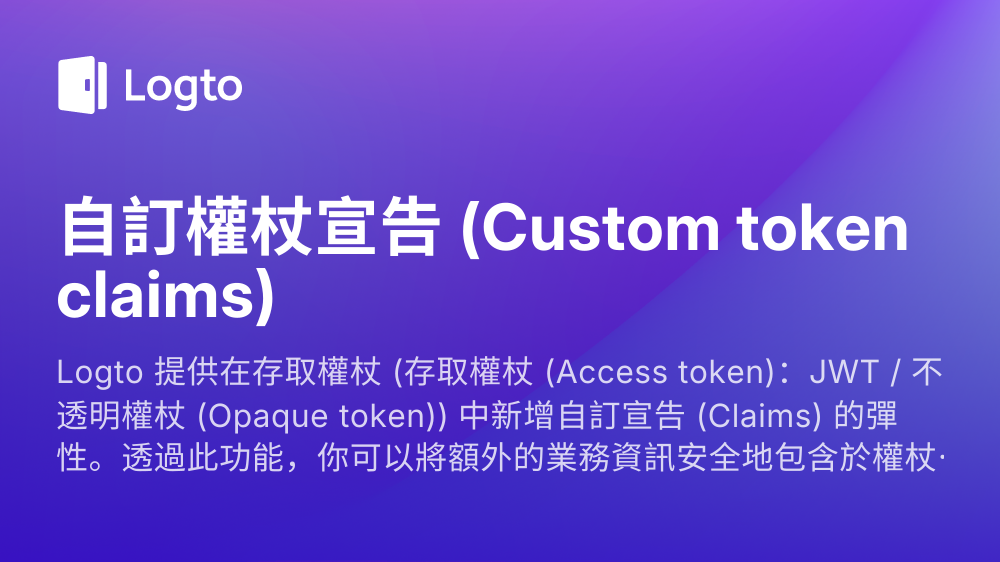 Logto
自訂權杖宣告 (Custom token
claims)
Logto 提供在存取權杖 (存取權杖 (Access token)：JWT / 不
透明權杖 (Opaque token)) 中新增自訂宣告 (Claims) 的彈
性。透過此功能，你可以將額外的業務資訊安全地包含於權杖·